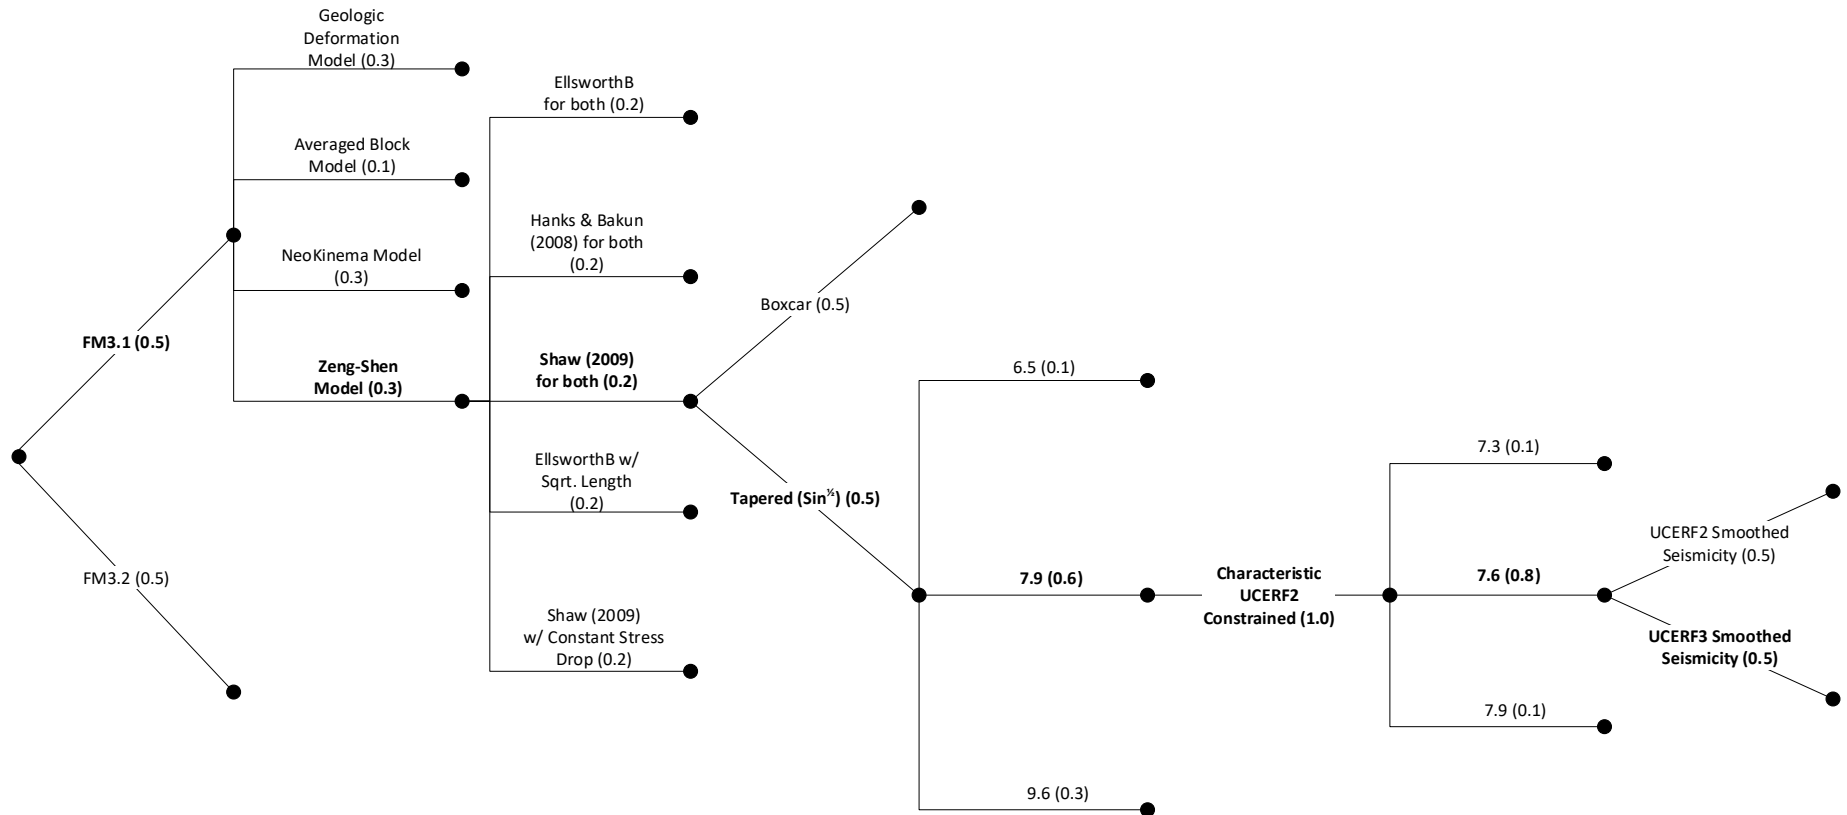 Geologic
Deformation
Model (0.3)
Averaged Block
Model (0.1)
NeoKinema Model
(0.3)
FM3.1 (0.5)
Zeng-Shen
Model (0.3)
FM3.2 (0.5)
EllsworthB
for both (0.2)
Hanks & Bakun
(2008) for both
(0.2)
Shaw (2009)
for both (0.2)
EllsworthB w/
Sqrt. Length
(0.2)
Shaw (2009)
w/ Constant Stress
Drop (0.2)
Boxcar (0.5)
Tapered (Sin½) (0.5)
6.5 (0.1)
7.9 (0.6)
9.6 (0.3)
Characteristic
UCERF2
Constrained (1.0)
7.3 (0.1)
7.6 (0.8)
7.9 (0.1)
UCERF2 Smoothed
Seismicity (0.5)
UCERF3 Smoothed
Seismicity (0.5)